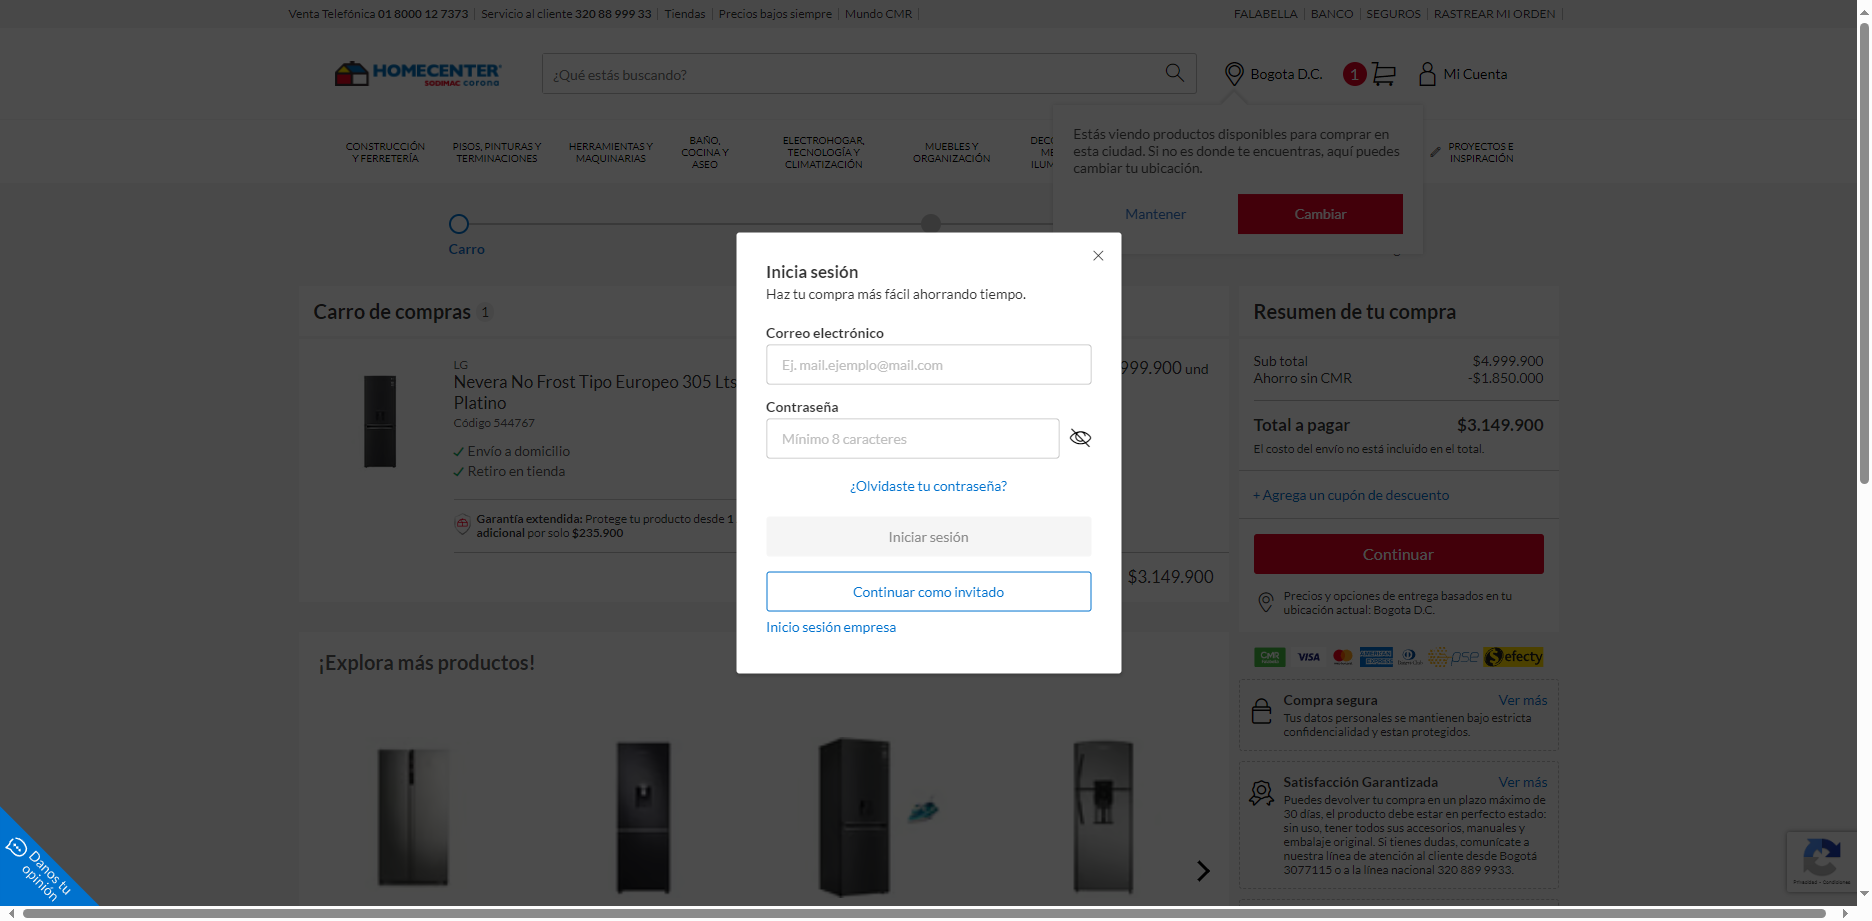 Venta Telefónica 01 8000 12 7373 Servicio al cliente 320 88 999 33 Tiendas Precios bajos siempre Mundo CMR
FALABELLA BANCO SEGUROS RASTREAR MI ORDEN
HOMECENTER
SODIMAC corona
¿Qué estás buscando?
Bogota D.C.
1
Mi Cuenta
CONSTRUCCIÓN
Y FERRETERÍA
PISOS, PINTURAS Y
TERMINACIONES
HERRAMIENTAS Y
MAQUINARIAS
BAÑO,
COCINA Y
ASEO
ELECTROHOGAR,
TECNOLOGÍA Y
CLIMATIZACIÓN
MUEBLES Y
ORGANIZACIÓN
DECO
ME
ILUM
PROYECTOS E
INSPIRACIÓN
Estás viendo productos disponibles para comprar en
esta ciudad. Si no es donde te encuentras, aquí puedes
cambiar tu ubicación.
Mantener
Cambiar
Carro
Inicia sesión
Haz tu compra más fácil ahorrando tiempo.
Correo electrónico
Ej. mail.ejemplo@mail.com
Contraseña
Mínimo 8 caracteres
¿Olvidaste tu contraseña?
Iniciar sesión
Continuar como invitado
Inicio sesión empresa
Carro de compras 1
LG
Nevera No Frost Tipo Europeo 305 Lts
Platino
Código 544767
Envío a domicilio
Retiro en tienda
Garantía extendida: Protege tu producto desde 1
adicional por solo $235.900
999.900 und
$3.149.900
Resumen de tu compra
Sub total $4.999.900
Ahorro sin CMR -$1.850.000
Total a pagar $3.149.900
El costo del envío no está incluido en el total.
+ Agrega un cupón de descuento
Continuar
Precios y opciones de entrega basados en tu
ubicación actual: Bogota D.C.
CMR VISA mastercard AMERICAN EXPRESS Diners Club pse efecty
Compra segura Ver más
Tus datos personales se mantienen bajo estricta
confidencialidad y estan protegidos.
Satisfacción Garantizada Ver más
Puedes devolver tu compra en un plazo máximo de
30 días, el producto debe estar en perfecto estado:
sin uso, tener todos sus accesorios, manuales y
embalaje original. Si tienes dudas, comunícate a
nuestra línea de atención al cliente desde Bogotá
3077115 o a la línea nacional 320 889 9933.
¡Explora más productos!
Danos tu
opinión
Privacidad - Condiciones